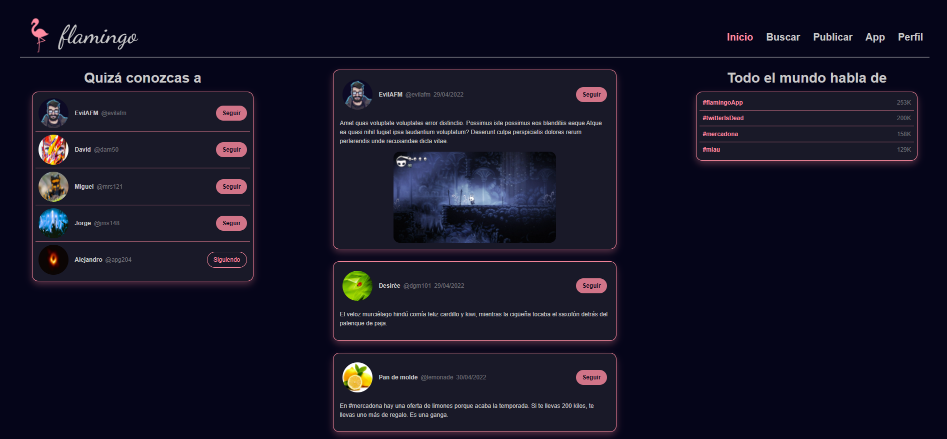 flamingo
Inicio Buscar Publicar App Perfil
Quizá conozcas a
EvilAFM @evilafm Seguir
David @dam50 Seguir
Miguel @mrs121 Seguir
Jorge Seguir
Alejandro @apg204 Siguiendo
EvilAFM @evilafm 29/04/2022 Seguir
Amet quas voluptate voluptates error distinctio. Possimus iste possimus eos blanditiis eaque Atque
ea quasi nihil fugiat ipsa laudantium voluptatum? Deserunt culpa perspiciatis dolores rerum
perferendis unde recusandae dicta vitae
Desirée @dgm101 29/04/2022 Seguir
El veloz murciélago hindú comía feliz cardillo y kiwi, mientras la cigüeña tocaba el saxofón detrás del
palenque de paja.
Pan de molde @lemonade 30/04/2022 Seguir
En #mercadona hay una oferta de limones porque acaba la temporada. Si te llevas 200 kilos, te
llevas uno más de regalo. Es una ganga.
Todo el mundo habla de
#flamingoApp 253K
#twitterIsDead 200K
#mercadona 150K
#miau 129K